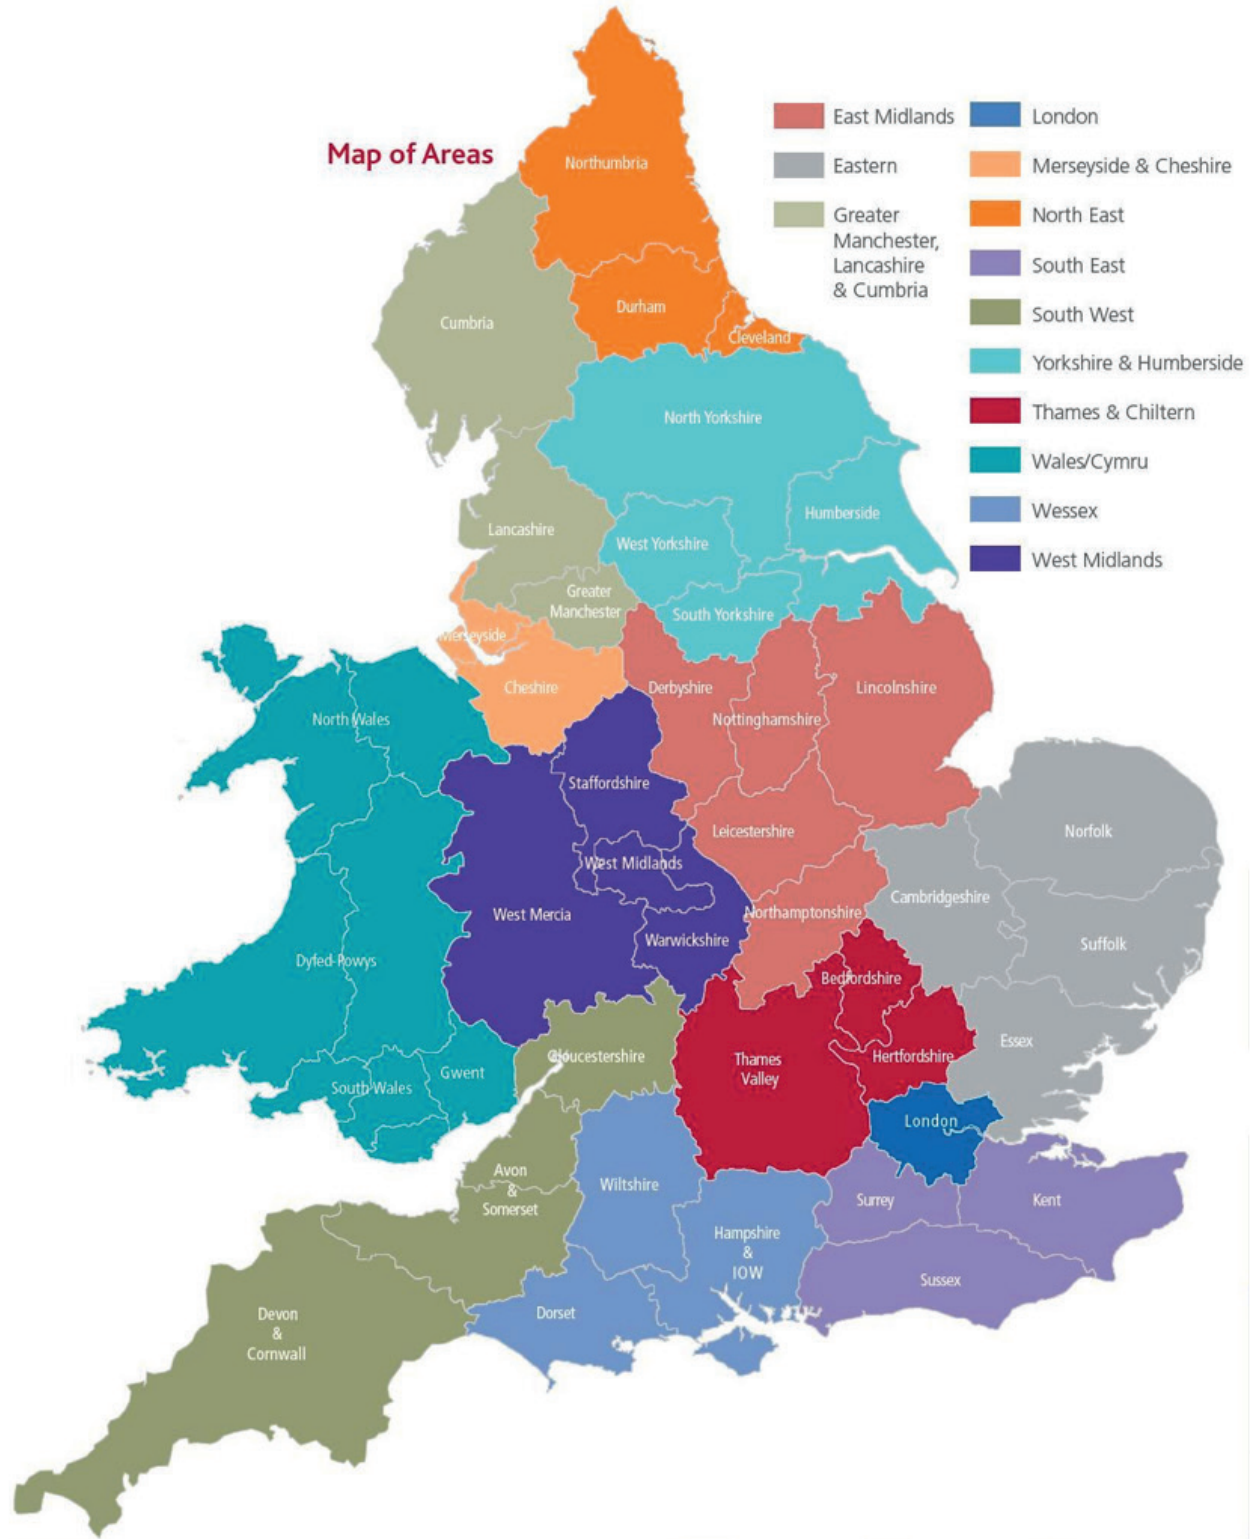 Map of Areas
East Midlands
Eastern
Greater
Manchester,
Lancashire
& Cumbria
London
Merseyside & Cheshire
North East
South East
South West
Yorkshire & Humberside
Thames & Chiltern
Wales/Cymru
Wessex
West Midlands
Northumbria
Durham
Cleveland
Cumbria
North Yorkshire
Humberside
Lancashire
West Yorkshire
Greater
Manchester
South Yorkshire
Merseyside
Cheshire
Derbyshire
Lincolnshire
North Wales
Nottinghamshire
Staffordshire
Leicestershire
Norfolk
West Midlands
Cambridgeshire
West Mercia
Northamptonshire
Warwickshire
Suffolk
Dyfed-Powys
Bedfordshire
Essex
Gloucestershire
Hertfordshire
Thames
Valley
Gwent
South Wales
London
Avon
&
Somerset
Wiltshire
Surrey
Kent
Hampshire
&
IOW
Sussex
Dorset
Devon
&
Cornwall